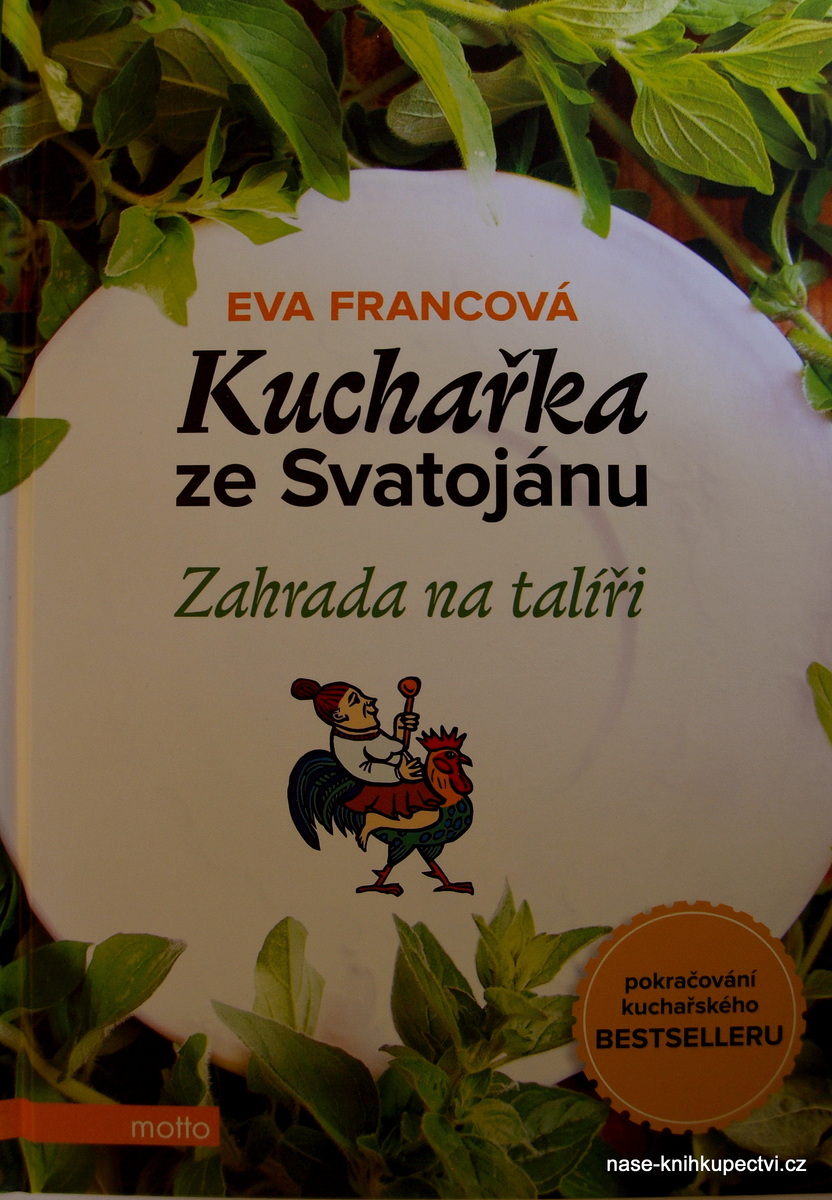 EVA FRANCOVÁ
Kuchařka
ze Svatojánu
Zahrada na talíři
pokračování
kuchařského
BESTSELLERU
motto
nase-knihkupectvi.cz